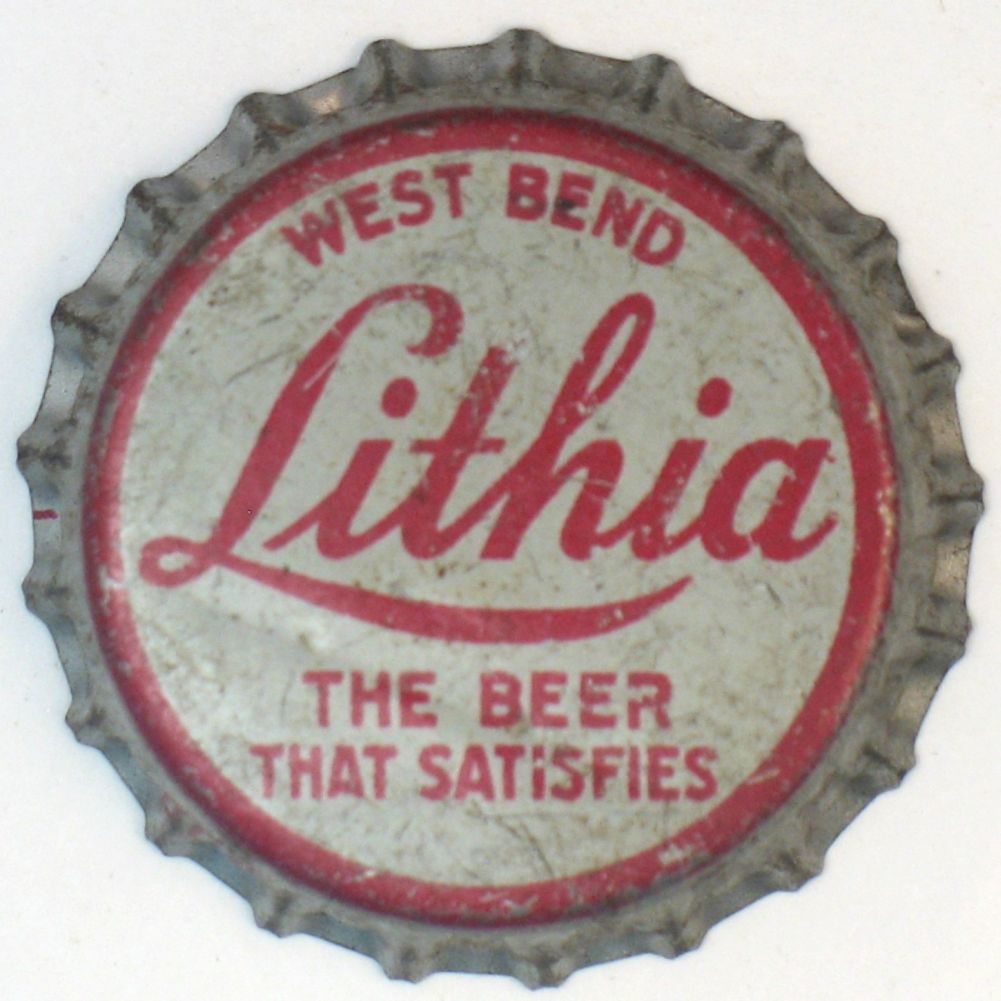 WEST BEND
Lithia
THE BEER
THAT SATiSFIES